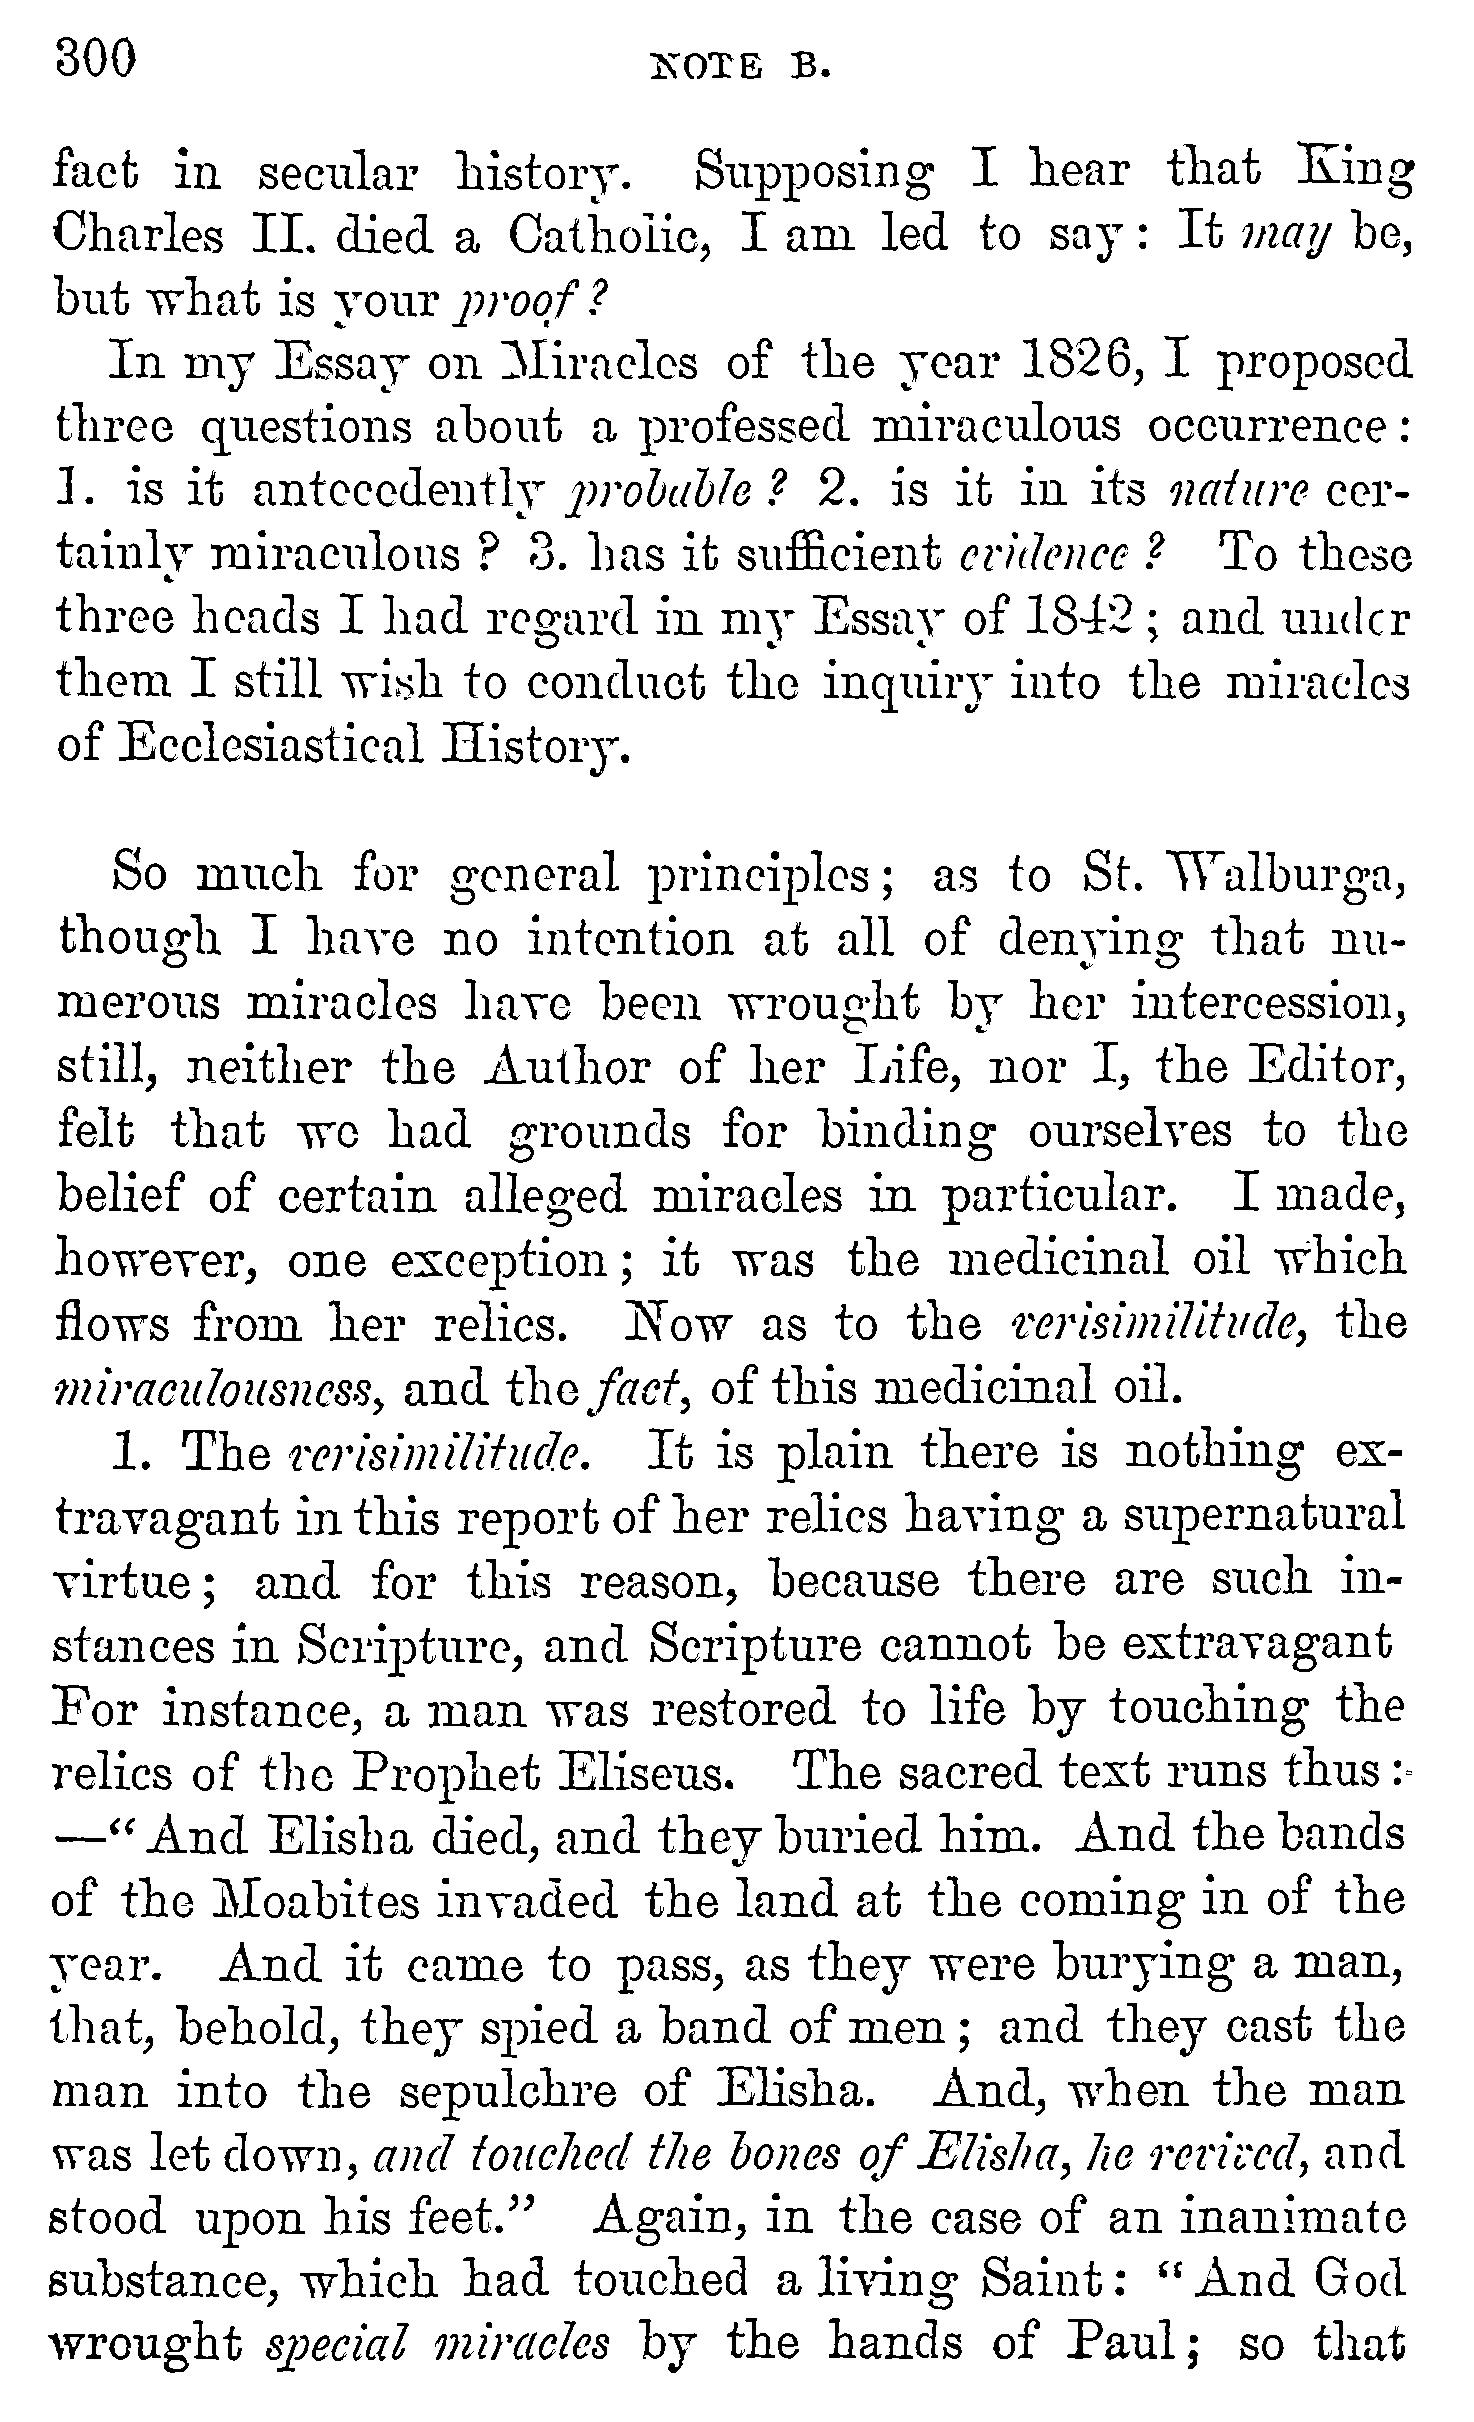 300 NOTE B.
fact in secular history. Supposing I hear that King
Charles II. died a Catholic, I am led to say: It may be,
but what is your proof?
In my Essay on Miracles of the year 1826, I proposed
three questions about a professed miraculous occurrence:
1. is it antecedently probable? 2. is it in its nature cer-
tainly miraculous? 3. has it sufficient evidence? To these
three heads I had regard in my Essay of 1842; and under
them I still wish to conduct the inquiry into the miracles
of Ecclesiastical History.
So much for general principles; as to St. Walburga,
though I have no intention at all of denying that nu-
merous miracles have been wrought by her intercession,
still, neither the Author of her Life, nor I, the Editor,
felt that we had grounds for binding ourselves to the
belief of certain alleged miracles in particular. I made,
however, one exception; it was the medicinal oil which
flows from her relics. Now as to the verisimilitude, the
miraculousness, and the fact, of this medicinal oil.
1. The verisimilitude. It is plain there is nothing ex-
travagant in this report of her relics having a supernatural
virtue; and for this reason, because there are such in-
stances in Scripture, and Scripture cannot be extravagant
For instance, a man was restored to life by touching the
relics of the Prophet Eliseus. The sacred text runs thus:-
—"And Elisha died, and they buried him. And the bands
of the Moabites invaded the land at the coming in of the
year. And it came to pass, as they were burying a man,
that, behold, they spied a band of men; and they cast the
man into the sepulchre of Elisha. And, when the man
was let down, and touched the bones of Elisha, he revived, and
stood upon his feet." Again, in the case of an inanimate
substance, which had touched a living Saint: "And God
wrought special miracles by the hands of Paul; so that